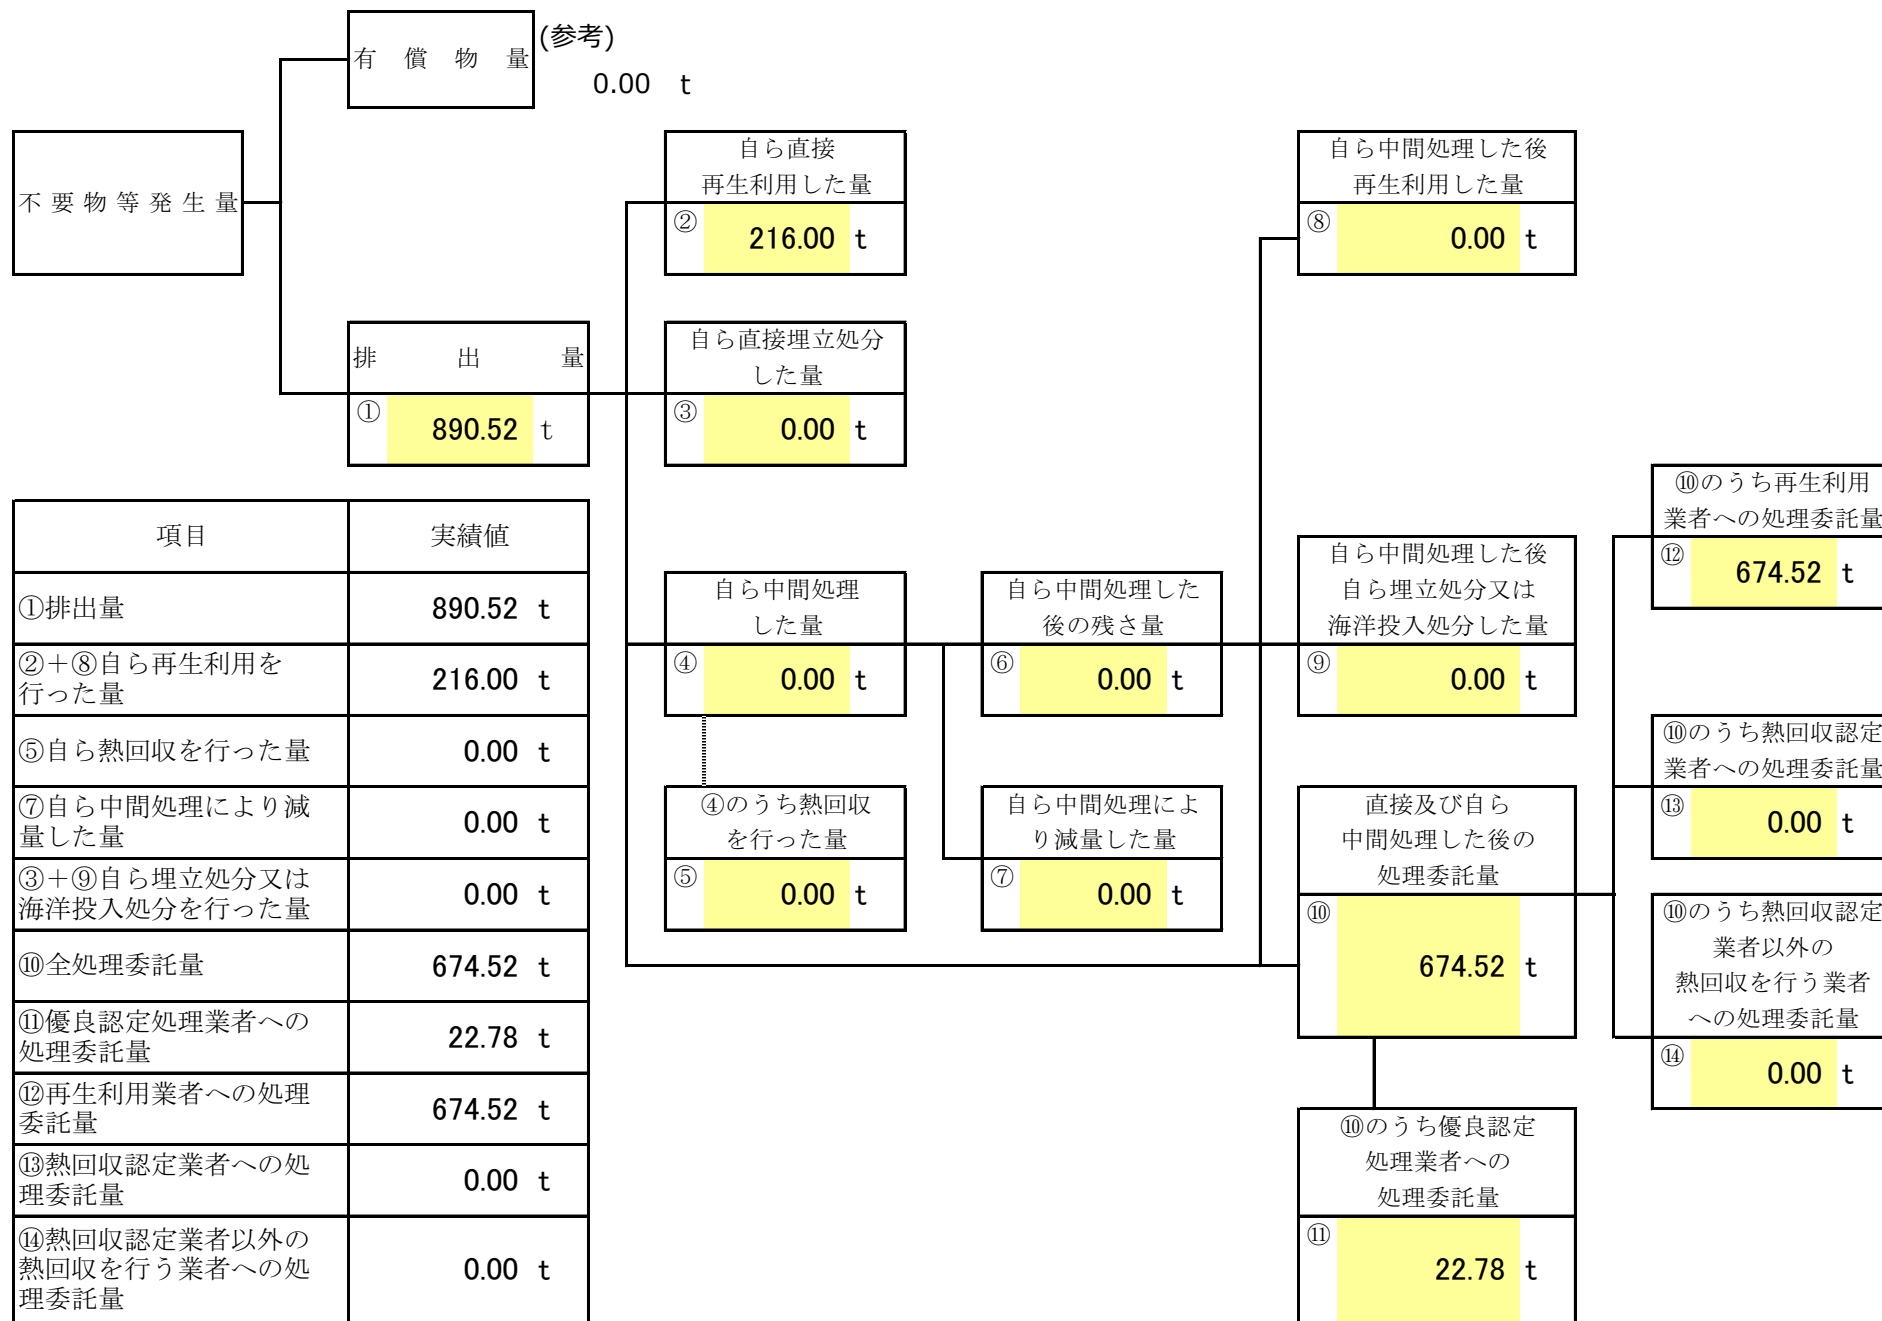 有償物量
(参考)
0.00 t
不要物等発生量
自ら直接
再生利用した量
② 216.00 t
自ら中間処理した後
再生利用した量
⑧ 0.00 t
排出量
① 890.52 t
自ら直接埋立処分
した量
③ 0.00 t
自ら中間処理
した量
④ 0.00 t
自ら中間処理した
後の残さ量
⑥ 0.00 t
自ら中間処理した後
自ら埋立処分又は
海洋投入処分した量
⑨ 0.00 t
④のうち熱回収
を行った量
⑤ 0.00 t
自ら中間処理によ
り減量した量
⑦ 0.00 t
直接及び自ら
中間処理した後の
処理委託量
⑩
674.52 t
⑩のうち優良認定
処理業者への
処理委託量
⑪
22.78 t
⑩のうち再生利用
業者への処理委託量
⑫ 674.52 t
⑩のうち熱回収認定
業者への処理委託量
⑬ 0.00 t
⑩のうち熱回収認定
業者以外の
熱回収を行う業者
への処理委託量
⑭ 0.00 t
項目 実績値
①排出量 890.52 t
②+⑧自ら再生利用を
行った量 216.00 t
⑤自ら熱回収を行った量 0.00 t
⑦自ら中間処理により減
量した量 0.00 t
③+⑨自ら埋立処分又は
海洋投入処分を行った量 0.00 t
⑩全処理委託量 674.52 t
⑪優良認定処理業者への
処理委託量 22.78 t
⑫再生利用業者への処理
委託量 674.52 t
⑬熱回収認定業者への処
理委託量 0.00 t
⑭熱回収認定業者以外の
熱回収を行う業者への処
理委託量 0.00 t